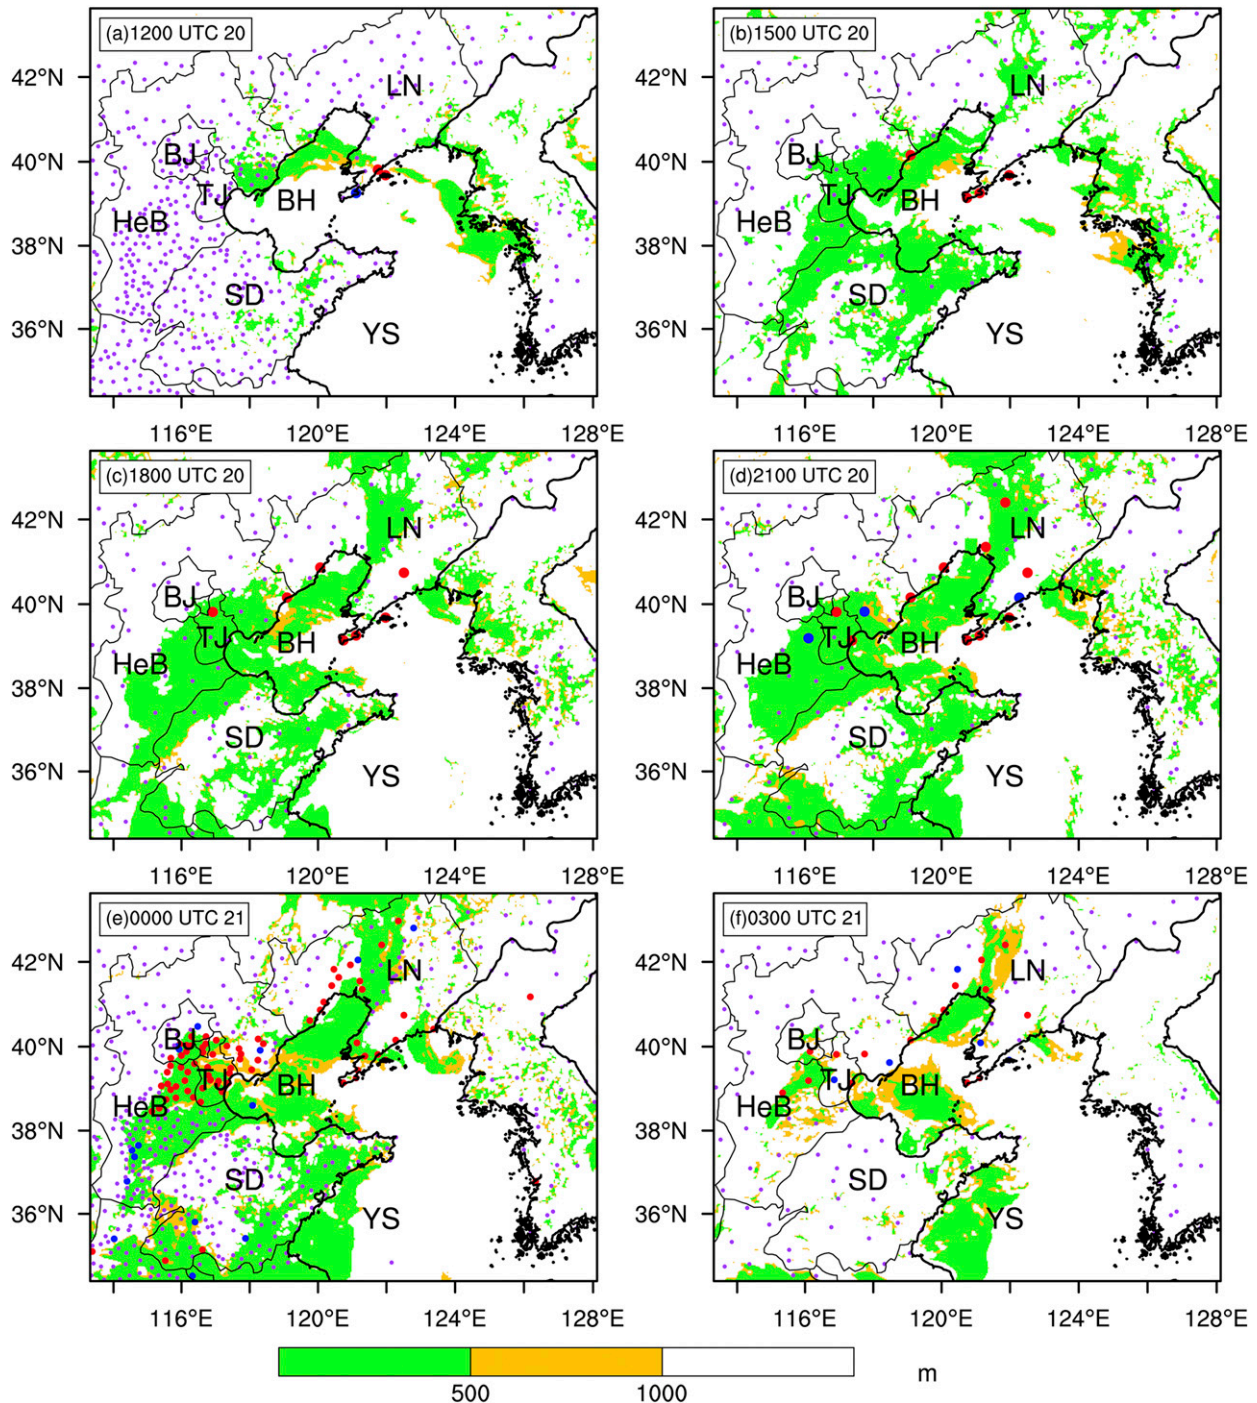 (a)1200 UTC 20
(b)1500 UTC 20
42°N
LN
42°N
LN
40°N
BJ
40°N
BJ
TJ
BH
TJ
BH
38°N
HeB
38°N
HeB
SD
SD
36°N
YS
36°N
YS
116°E
120°E
124°E
128°E
116°E
120°E
124°E
128°E
(c)1800 UTC 20
(d)2100 UTC 20
42°N
LN
42°N
LN
40°N
BJ
40°N
BJ
TJ
BH
TJ
BH
38°N
HeB
38°N
HeB
SD
SD
36°N
YS
36°N
YS
116°E
120°E
124°E
128°E
116°E
120°E
124°E
128°E
(e)0000 UTC 21
(f)0300 UTC 21
42°N
LN
42°N
LN
40°N
BJ
40°N
BJ
TJ
BH
TJ
BH
38°N
HeB
38°N
HeB
SD
SD
36°N
YS
36°N
YS
116°E
120°E
124°E
128°E
116°E
120°E
124°E
128°E
500
1000
m